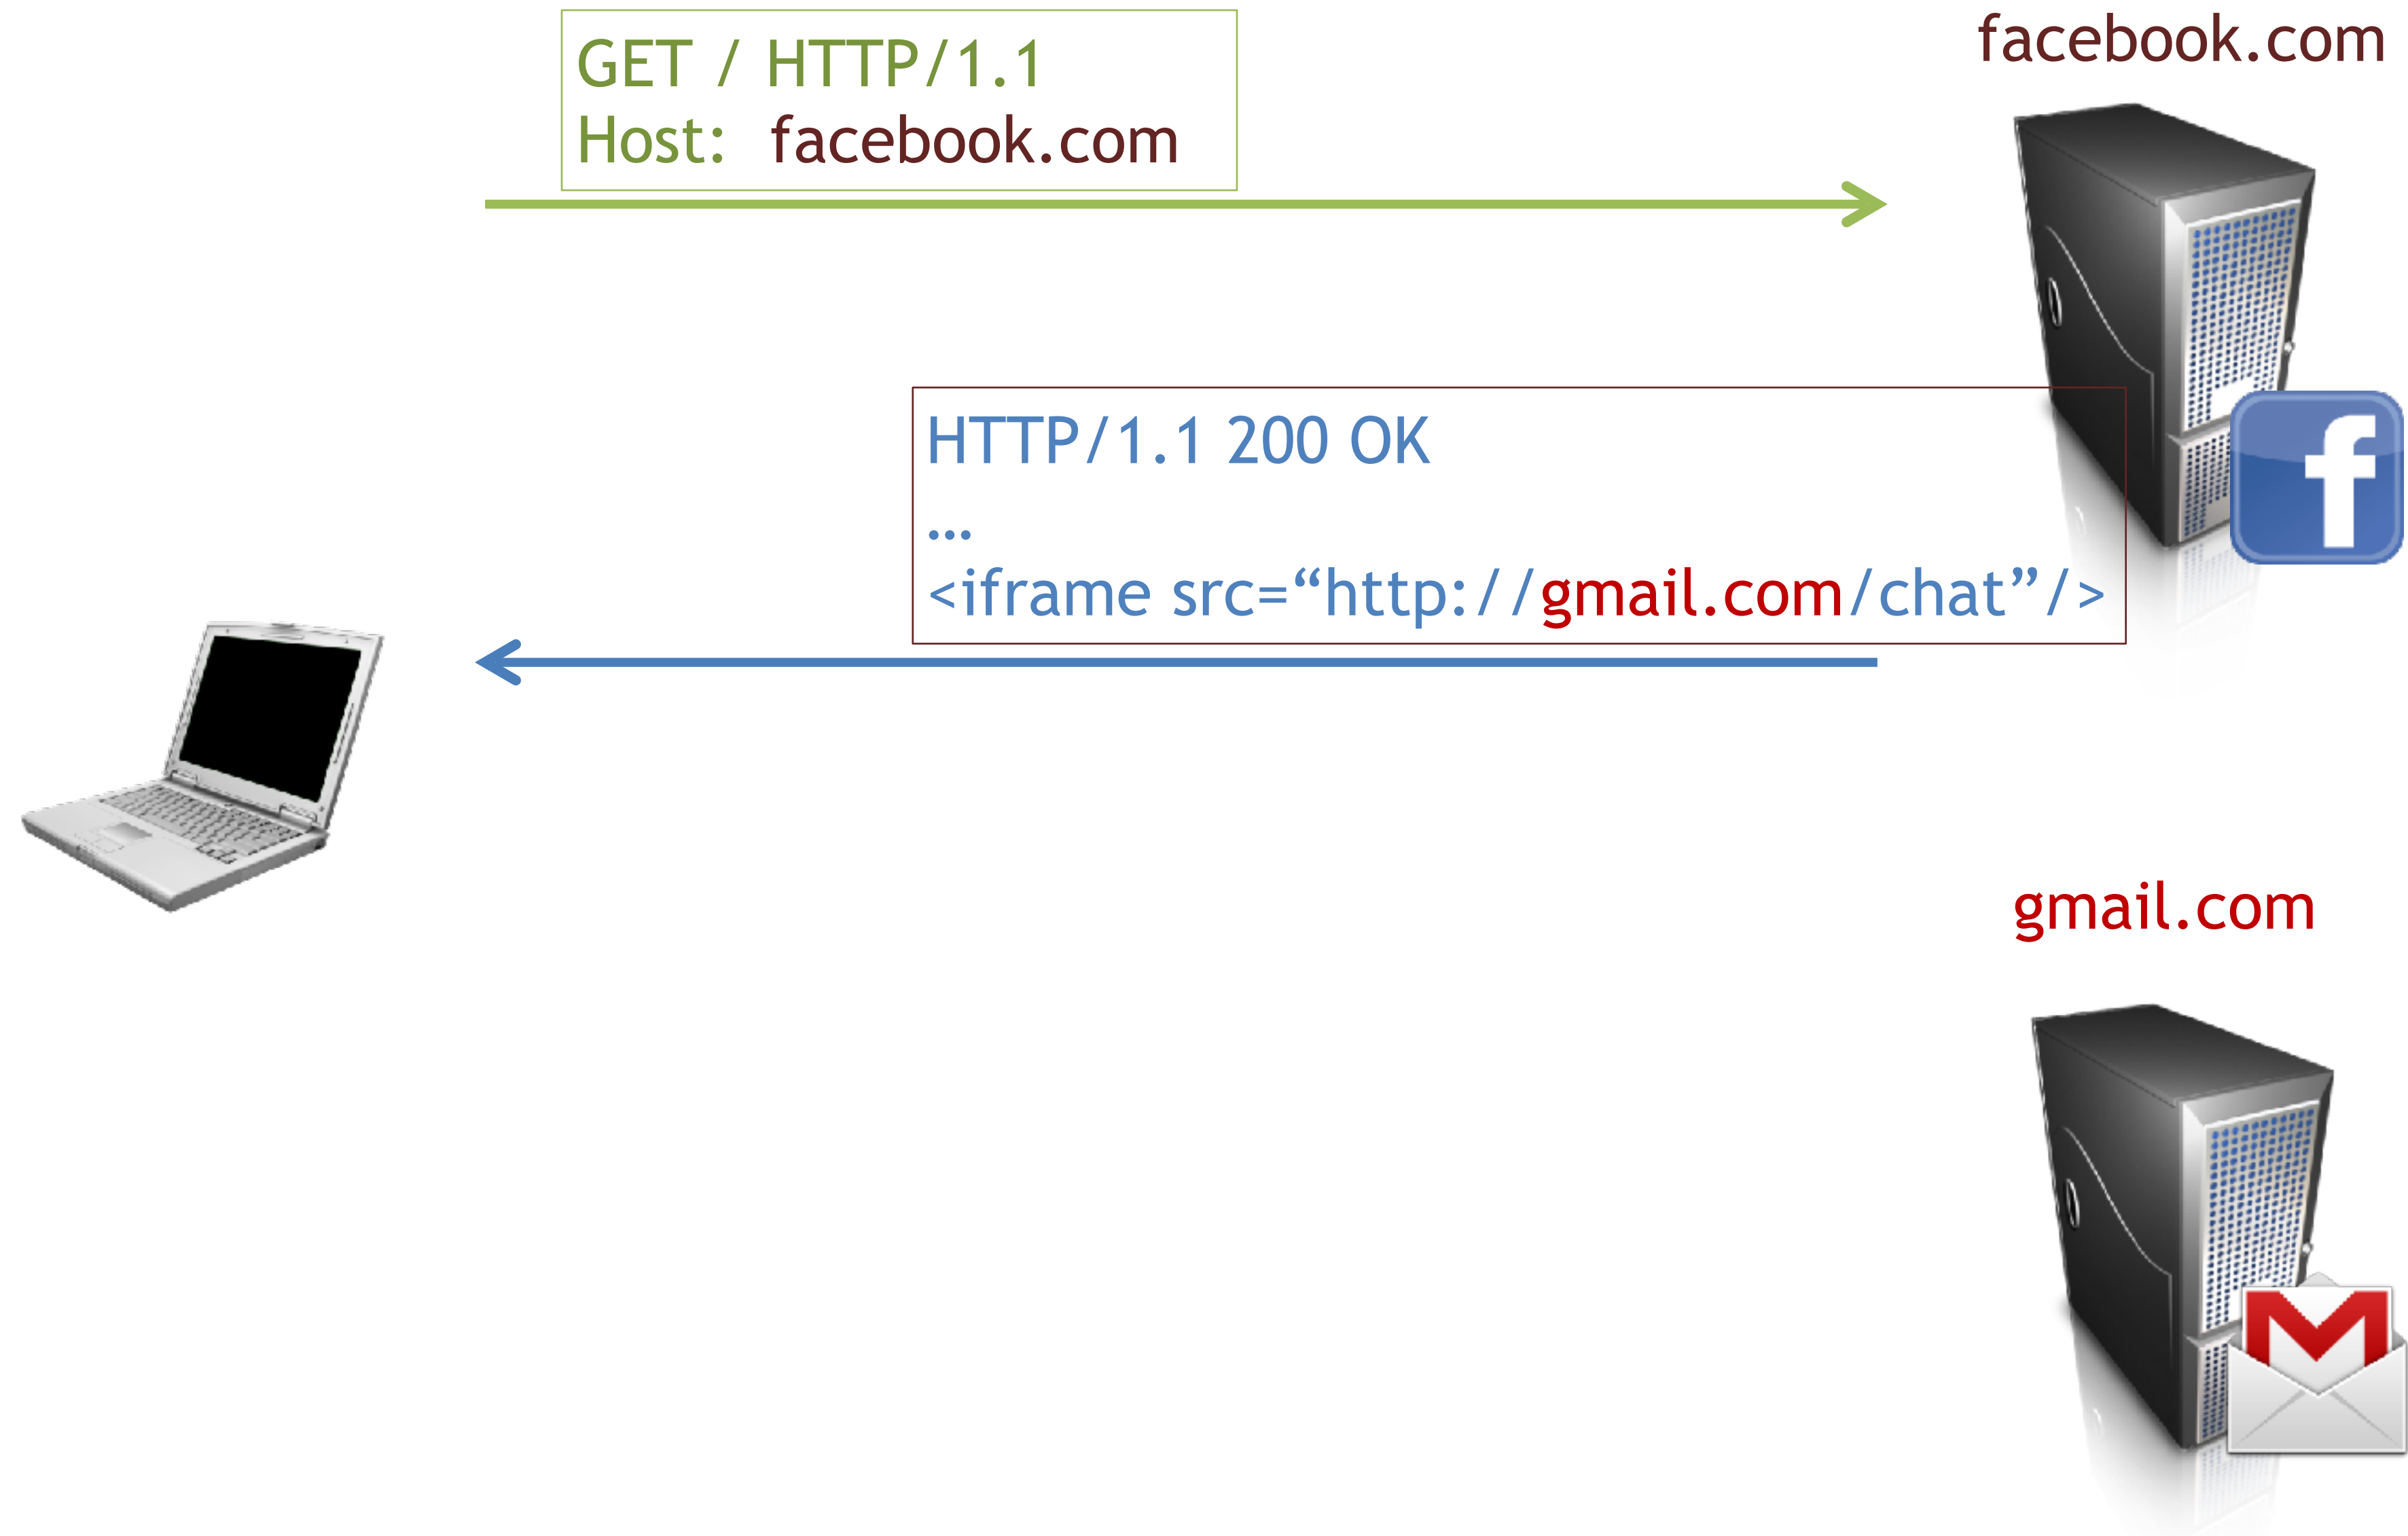 facebook.com
GET / HTTP/1.1
Host: facebook.com
HTTP/1.1 200 OK
…
<iframe src=“http://gmail.com/chat”/>
gmail.com